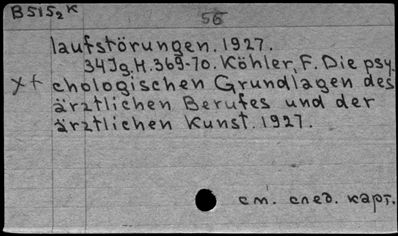 B5152 K
56
laufstörungen. 1927.
34Jg. H. 369-70. Köhler, F. Die psy-
chologischen Grundlagen des
ärztlichen Berufes und der
ärztlichen Kunst. 1927.
см. след. карт.